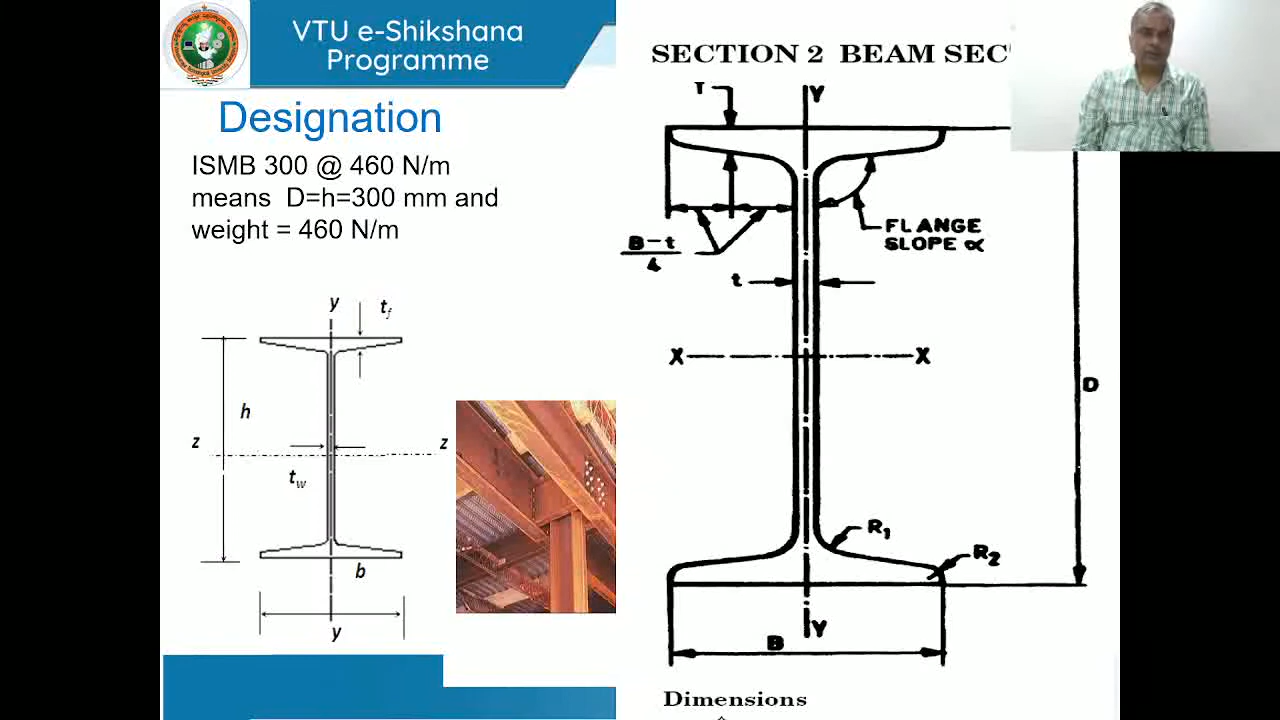 VTU e-Shikshana
Programme
Designation
ISMB 300 @ 460 N/m
means D=h=300 mm and
weight = 460 N/m
y
t_f
h
z
z
t_w
b
y
SECTION 2 BEAM SEC
T
Y
FLANGE
SLOPE α
B-t
4
t
X
X
D
R₁
R₂
Y
B
Dimensions